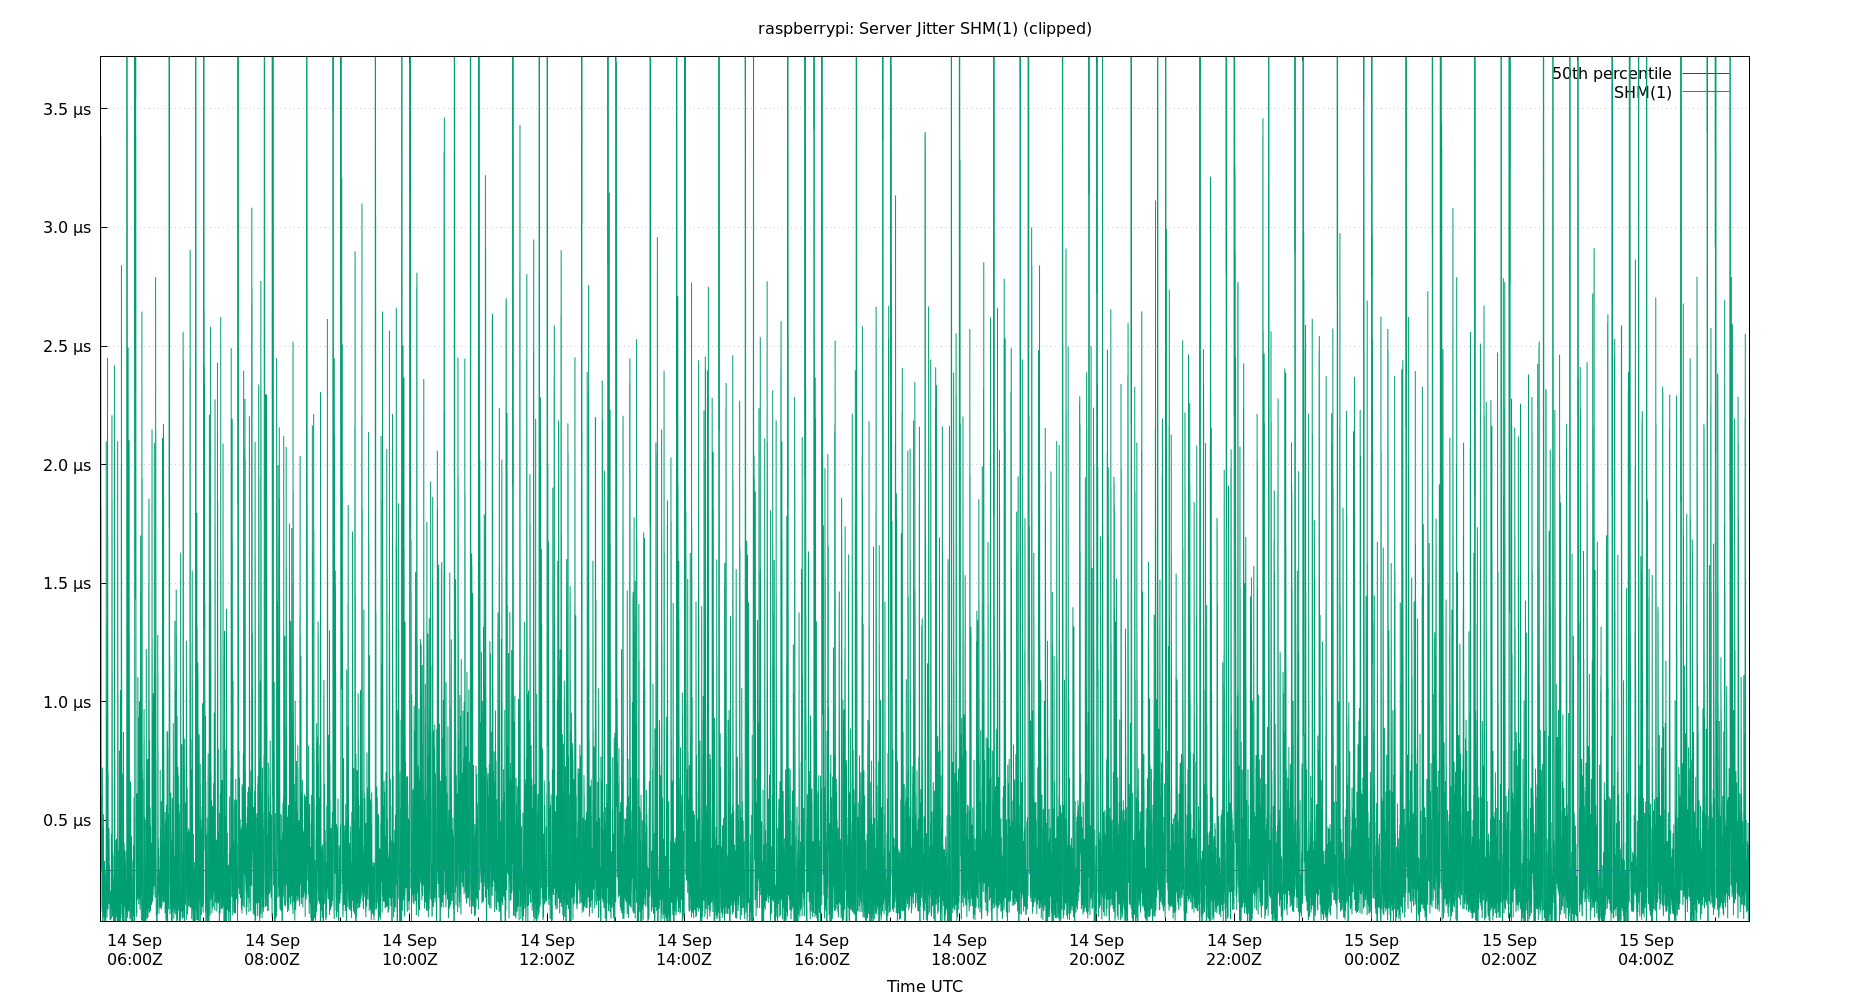 raspberrypi: Server Jitter SHM(1) (clipped)
50th percentile
SHM(1)
3.5 µs
3.0 µs
2.5 µs
2.0 µs
1.5 µs
1.0 µs
0.5 µs
14 Sep 14 Sep 14 Sep 14 Sep 14 Sep 14 Sep 14 Sep 14 Sep 14 Sep 15 Sep 15 Sep 15 Sep
06:00Z 08:00Z 10:00Z 12:00Z 14:00Z 16:00Z 18:00Z 20:00Z 22:00Z 00:00Z 02:00Z 04:00Z
Time UTC